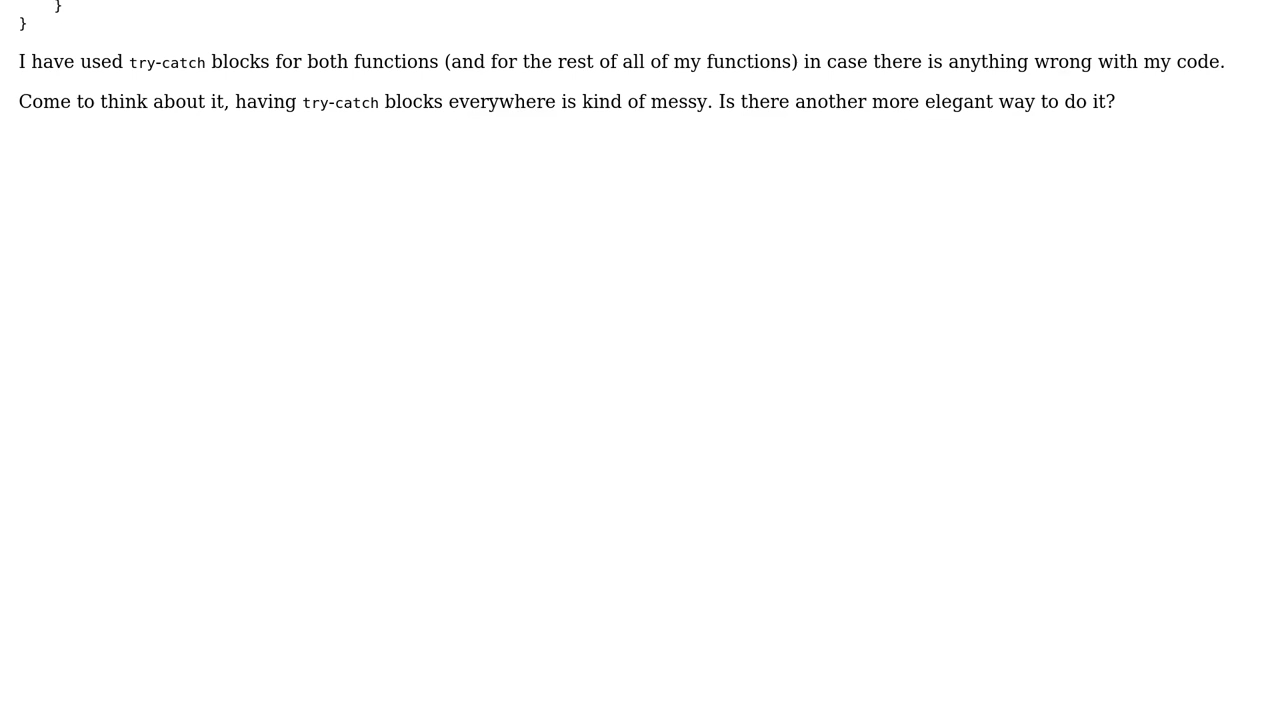 }
}
I have used try-catch blocks for both functions (and for the rest of all of my functions) in case there is anything wrong with my code.
Come to think about it, having try-catch blocks everywhere is kind of messy. Is there another more elegant way to do it?